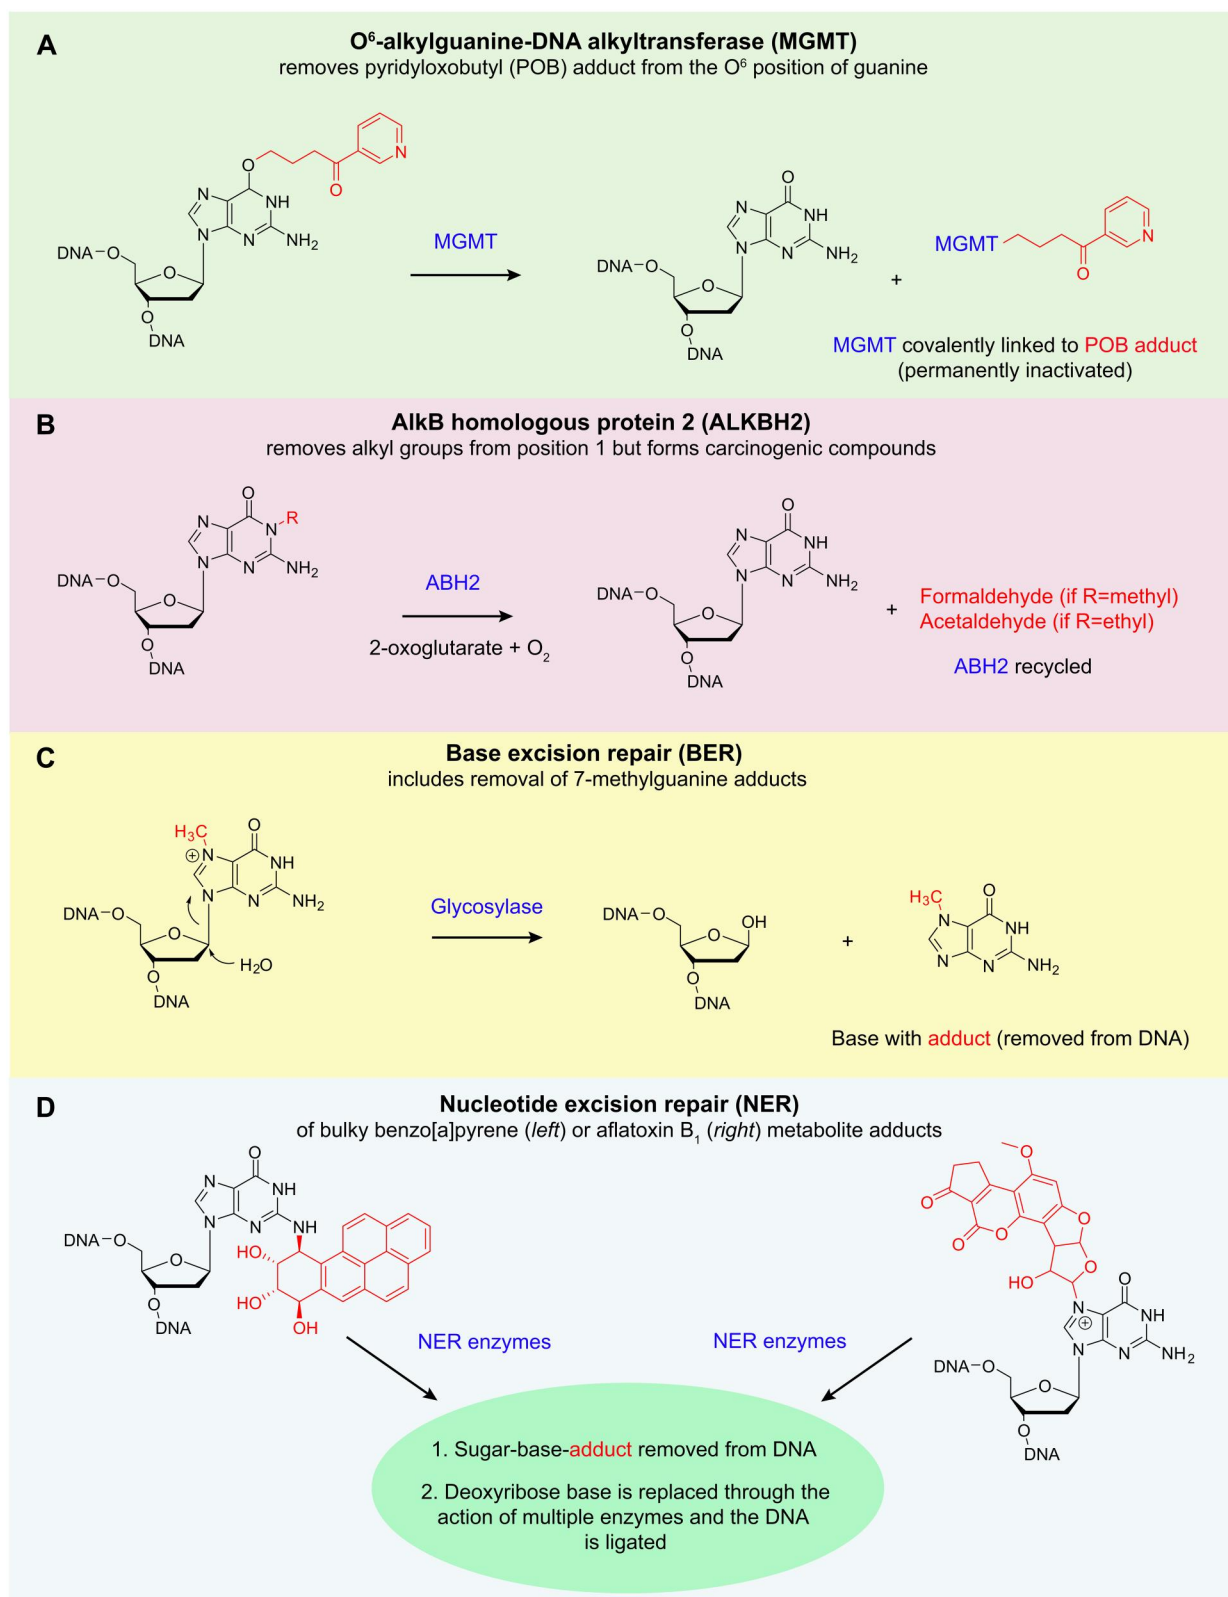 A
O⁶-alkylguanine-DNA alkyltransferase (MGMT)
removes pyridyloxobutyl (POB) adduct from the O⁶ position of guanine
N
O
O
N
NH
N
N
NH₂
DNA–O
O
O
DNA
MGMT
O
N
NH
N
N
NH₂
DNA–O
O
O
DNA
+
MGMT
N
O
MGMT covalently linked to POB adduct
(permanently inactivated)
B
AlkB homologous protein 2 (ALKBH2)
removes alkyl groups from position 1 but forms carcinogenic compounds
O
N
N
R
N
N
NH₂
DNA–O
O
O
DNA
ABH2
2-oxoglutarate + O₂
O
N
NH
N
N
NH₂
DNA–O
O
O
DNA
+
Formaldehyde (if R=methyl)
Acetaldehyde (if R=ethyl)
ABH2 recycled
C
Base excision repair (BER)
includes removal of 7-methylguanine adducts
H₃C
O
⊕
N
NH
N
N
NH₂
DNA–O
O
H₂O
O
DNA
Glycosylase
DNA–O
OH
O
O
DNA
+
H₃C
O
N
NH
N
N
NH₂
Base with adduct (removed from DNA)
D
Nucleotide excision repair (NER)
of bulky benzo[a]pyrene (left) or aflatoxin B₁ (right) metabolite adducts
O
N
NH
N
N
NH
DNA–O
O
O
DNA
HO
HO
OH
O
O
O
O
O
O
HO
O
N
⊕
NH
N
N
NH₂
DNA–O
O
O
DNA
NER enzymes
NER enzymes
1. Sugar-base-adduct removed from DNA
2. Deoxyribose base is replaced through the
action of multiple enzymes and the DNA
is ligated